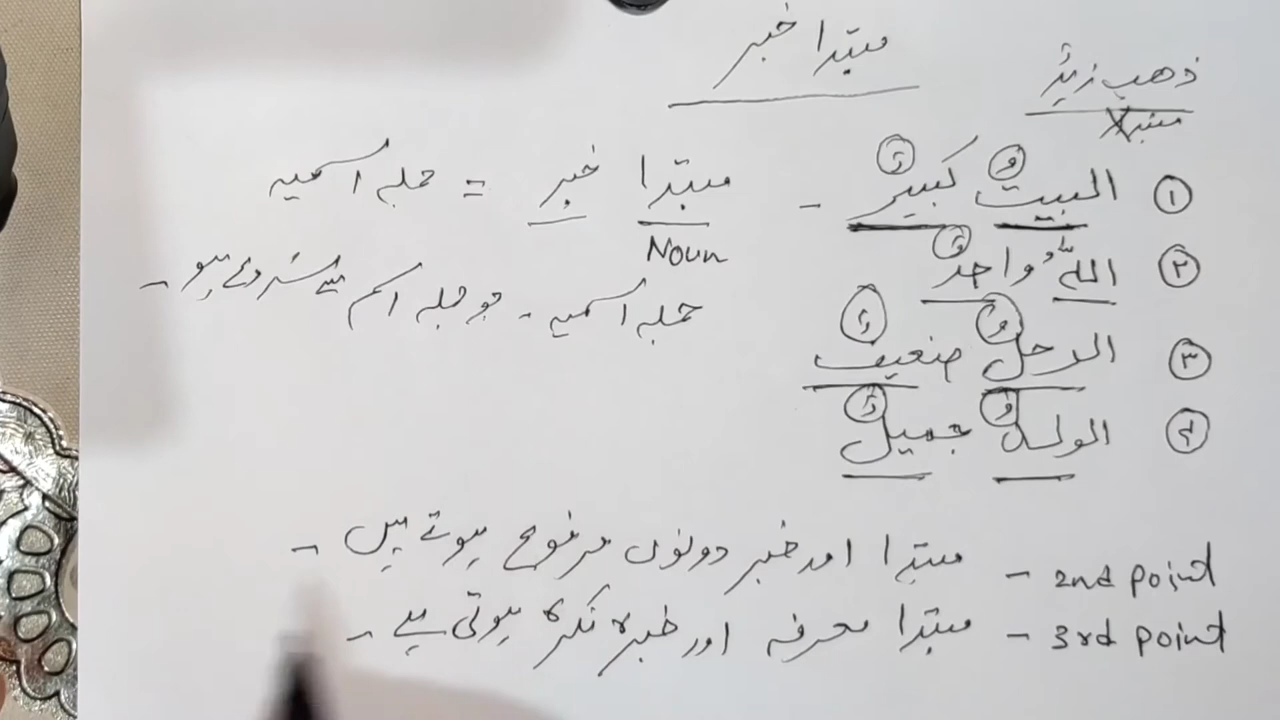 مبتدا خبر
ذھب زیدٌ
مبتدا
① البیتُ کبیرٌ - مبتدا خبر = جملہ اسمیہ
Noun
② اللہُ واحدٌ
جملہ اسمیہ - جو جملہ اسم سے شروع ہو -
③ الرجلُ ضعیفٌ
④ الولدُ جمیلٌ
2nd point - مبتدا اور خبر دونوں مرفوع ہوتے ہیں -
3rd point - مبتدا معرفہ اور خبر نکرہ ہوتی ہے -